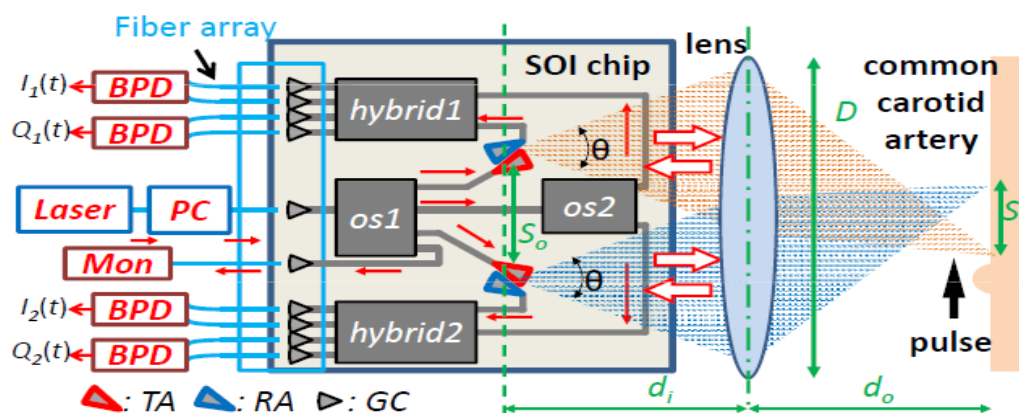 Fiber array
I1(t)
BPD
Q1(t)
BPD
Laser
PC
Mon
I2(t)
BPD
Q2(t)
BPD
hybrid1
os1
os2
hybrid2
SOI chip
lens
common
carotid
artery
θ
θ
So
D
S
pulse
di
do
: TA
: RA
: GC